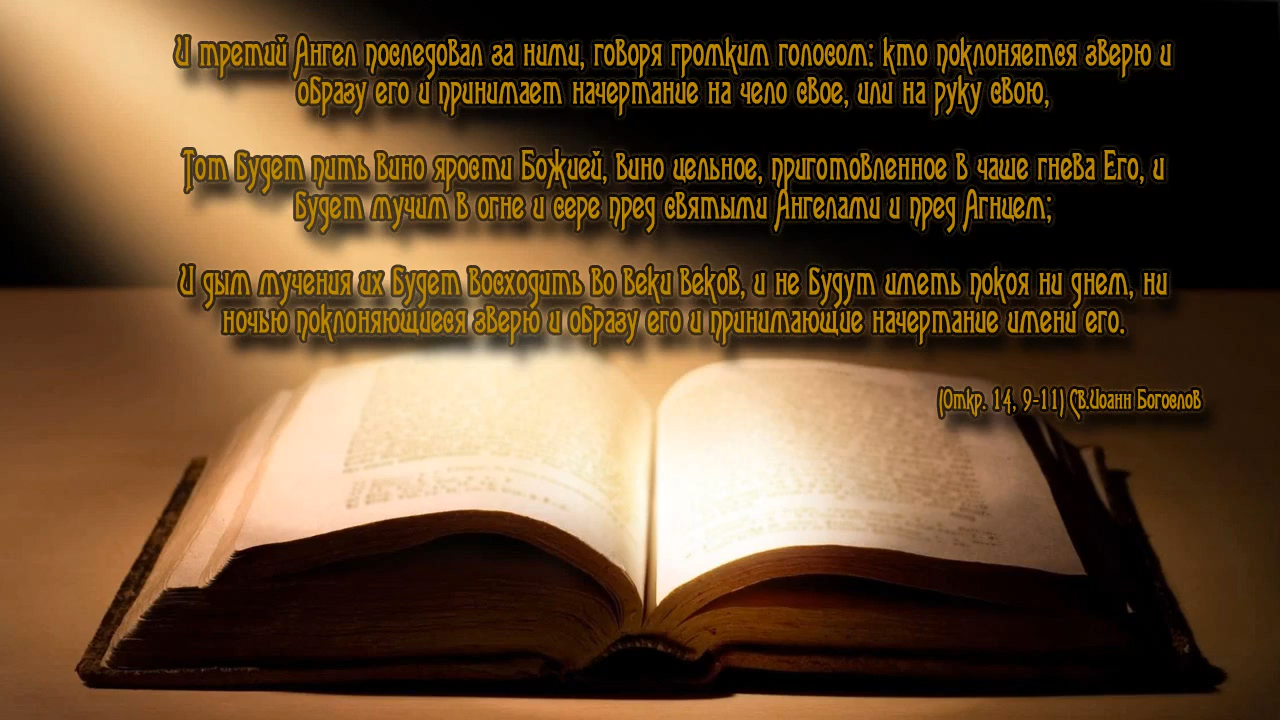 И третий Ангел последовал за ними, говоря громким голосом: кто поклоняется зверю и
образу его и принимает начертание на чело свое, или на руку свою,
Тот будет пить вино ярости Божией, вино цельное, приготовленное в чаше гнева Его, и
будет мучим в огне и сере пред святыми Ангелами и пред Агнцем;
И дым мучения их будет восходить во веки веков, и не будут иметь покоя ни днем, ни
ночью поклоняющиеся зверю и образу его и принимающие начертание имени его.
(Откр. 14, 9-11) Св.Иоанн Богослов